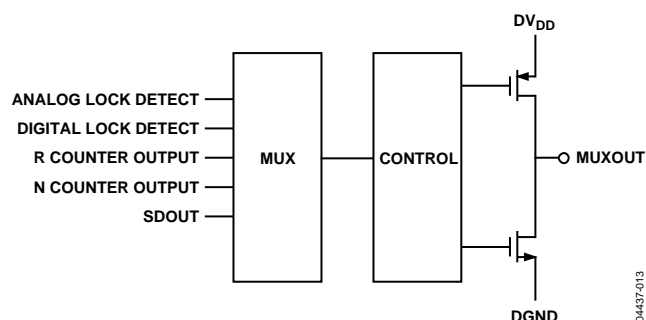 DVDD
ANALOG LOCK DETECT
DIGITAL LOCK DETECT
R COUNTER OUTPUT
N COUNTER OUTPUT
SDOUT
MUX
CONTROL
MUXOUT
DGND
04437-013